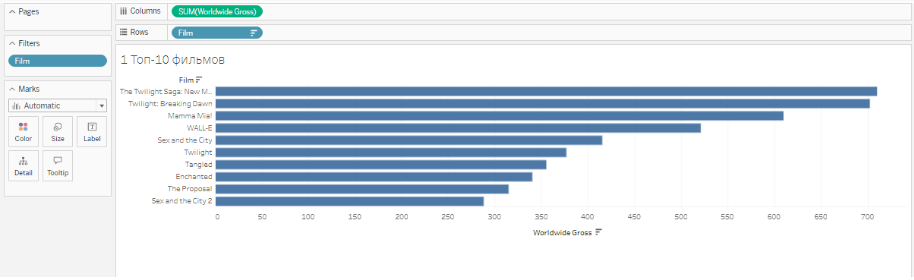 Pages
Columns
SUM(Worldwide Gross)
Rows
Film
Filters
Film
Marks
Automatic
Color
Size
Label
Detail
Tooltip
1 Топ-10 фильмов
Film
The Twilight Saga: New M...
Twilight: Breaking Dawn
Mamma Mia!
WALL-E
Sex and the City
Twilight
Tangled
Enchanted
The Proposal
Sex and the City 2
0 50 100 150 200 250 300 350 400 450 500 550 600 650 700
Worldwide Gross